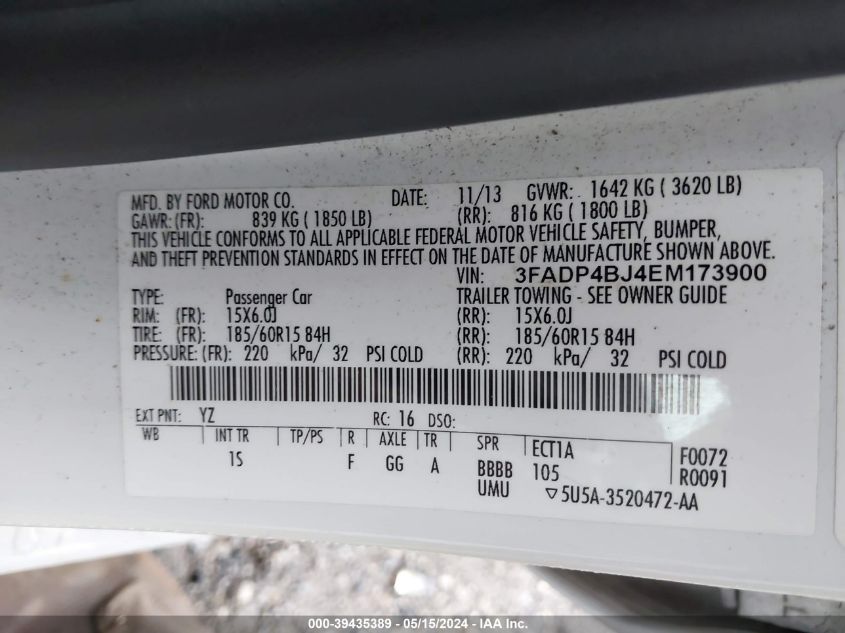 MFD. BY FORD MOTOR CO. DATE: 11/13 GVWR: 1642 KG ( 3620 LB)
GAWR: (FR): 839 KG ( 1850 LB) (RR): 816 KG ( 1800 LB)
THIS VEHICLE CONFORMS TO ALL APPLICABLE FEDERAL MOTOR VEHICLE SAFETY, BUMPER,
AND THEFT PREVENTION STANDARDS IN EFFECT ON THE DATE OF MANUFACTURE SHOWN ABOVE.
VIN: 3FADP4BJ4EM173900
TYPE: Passenger Car TRAILER TOWING - SEE OWNER GUIDE
RIM: (FR): 15X6.0J (RR): 15X6.0J
TIRE: (FR): 185/60R15 84H (RR): 185/60R15 84H
PRESSURE: (FR): 220 kPa/ 32 PSI COLD (RR): 220 kPa/ 32 PSI COLD
EXT PNT: YZ RC: 16 DSO:
WB INT TR TP/PS R AXLE TR SPR ECT1A F0072
1S F GG A BBBB 105 R0091
UMU ▽5U5A-3520472-AA
000-39435389 - 05/15/2024 - IAA Inc.